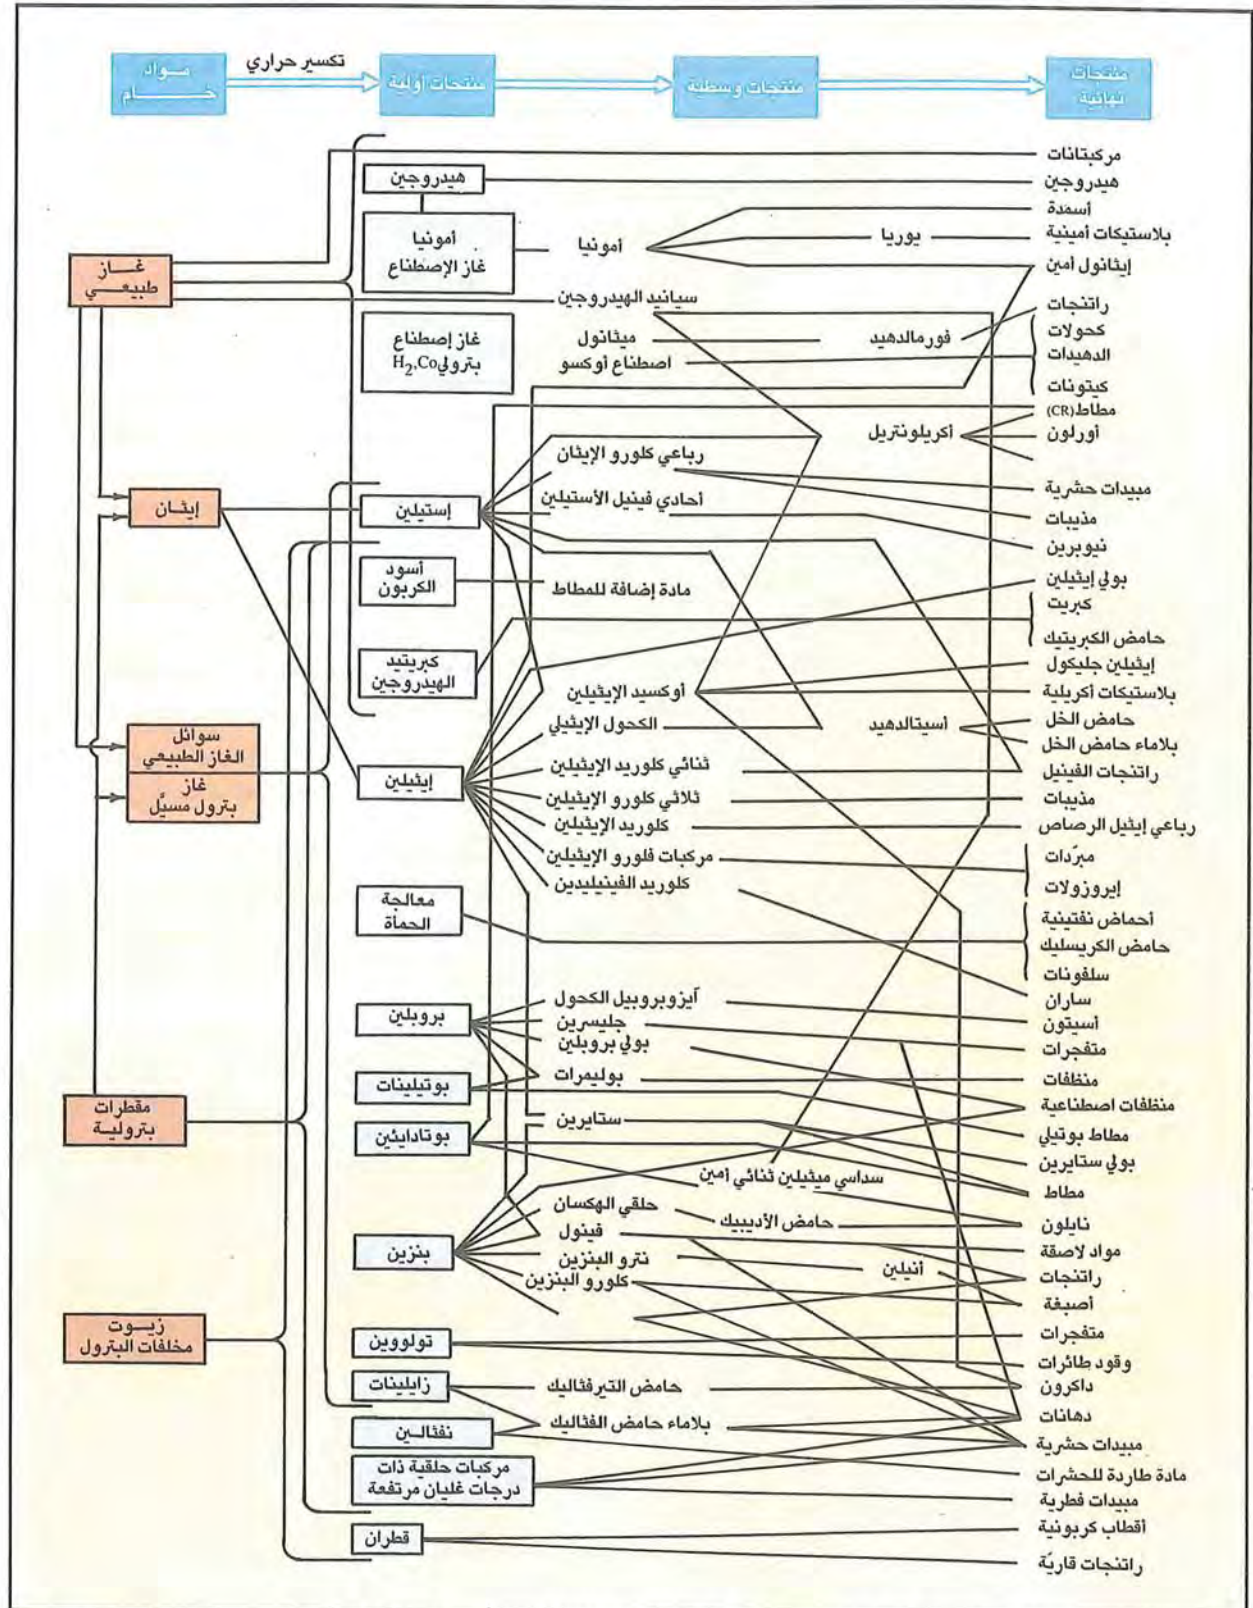 مواد
خام
تكسير حراري
منتجات أولية
منتجات وسطية
منتجات
نهائية
غاز
طبيعي
إيثان
سوائل
الغاز الطبيعي
غاز
بترول مسيَّل
مقطرات
بترولية
زيوت
مخلفات البترول
هيدروجين
أمونيا
غاز الإصطناع
غاز إصطناع
بترولي H₂,Co
إستيلين
أسود
الكربون
كبريتيد
الهيدروجين
إيثيلين
معالجة
الحمأة
بروبلين
بوتيلينات
بوتادايئين
بنزين
تولووين
زايلينات
نفثالين
مركبات حلقية ذات
درجات غليان مرتفعة
قطران
أمونيا
يوريا
سيانيد الهيدروجين
ميثانول
فورمالدهيد
اصطناع أوكسو
أكريلونتريل
رباعي كلورو الإيثان
أحادي فينيل الأستيلين
مادة إضافة للمطاط
أوكسيد الإيثيلين
الكحول الإيثيلي
أسيتالدهيد
ثنائي كلوريد الإيثيلين
ثلاثي كلورو الإيثيلين
كلوريد الإيثيلين
مركبات فلورو الإيثيلين
كلوريد الفينيليدين
آيزوبروبيل الكحول
جليسرين
بولي بروبلين
بوليمرات
ستايرين
سداسي ميثيلين ثنائي أمين
حلقي الهكسان
حامض الأديبيك
فينول
نترو البنزين
أنيلين
كلورو البنزين
حامض التيرفثاليك
بلاماء حامض الفثاليك
مركبتانات
هيدروجين
أسمدة
بلاستيكات أمينية
إيثانول أمين
راتنجات
كحولات
الدهيدات
كيتونات
مطاط(CR)
أورلون
مبيدات حشرية
مذيبات
نيوبرين
بولي إيثيلين
كبريت
حامض الكبريتيك
إيثيلين جليكول
بلاستيكات أكريلية
حامض الخل
بلاماء حامض الخل
راتنجات الفينيل
مذيبات
رباعي إيثيل الرصاص
مبرّدات
إيروزولات
أحماض نفتينية
حامض الكريسليك
سلفونات
ساران
أسيتون
متفجرات
منظفات
منظفات اصطناعية
مطاط بوتيلي
بولي ستايرين
مطاط
نايلون
مواد لاصقة
راتنجات
أصبغة
متفجرات
وقود طائرات
داكرون
دهانات
مبيدات حشرية
مادة طاردة للحشرات
مبيدات فطرية
أقطاب كربونية
راتنجات قاريّة